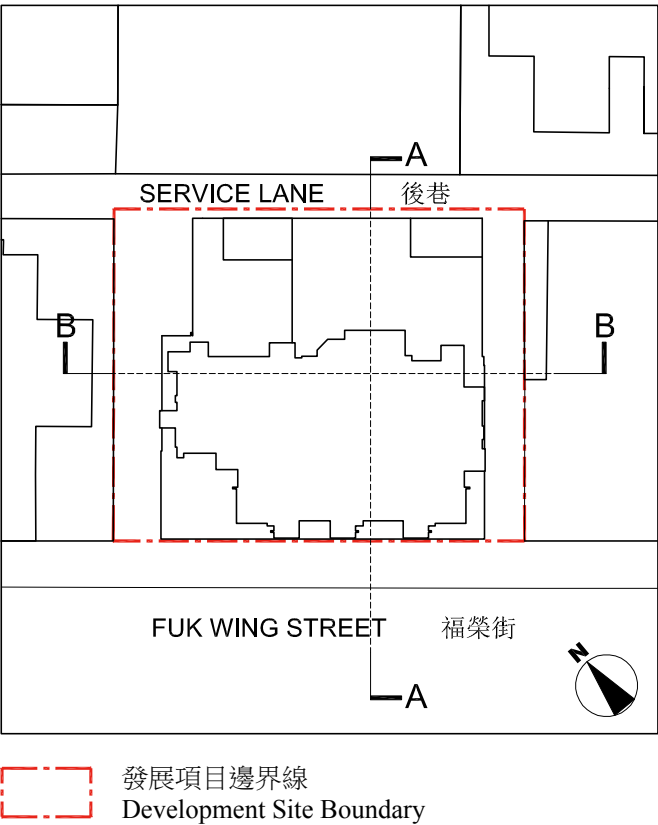 A
SERVICE LANE 後巷
B B
FUK WING STREET 福榮街
N
A
發展項目邊界線
Development Site Boundary